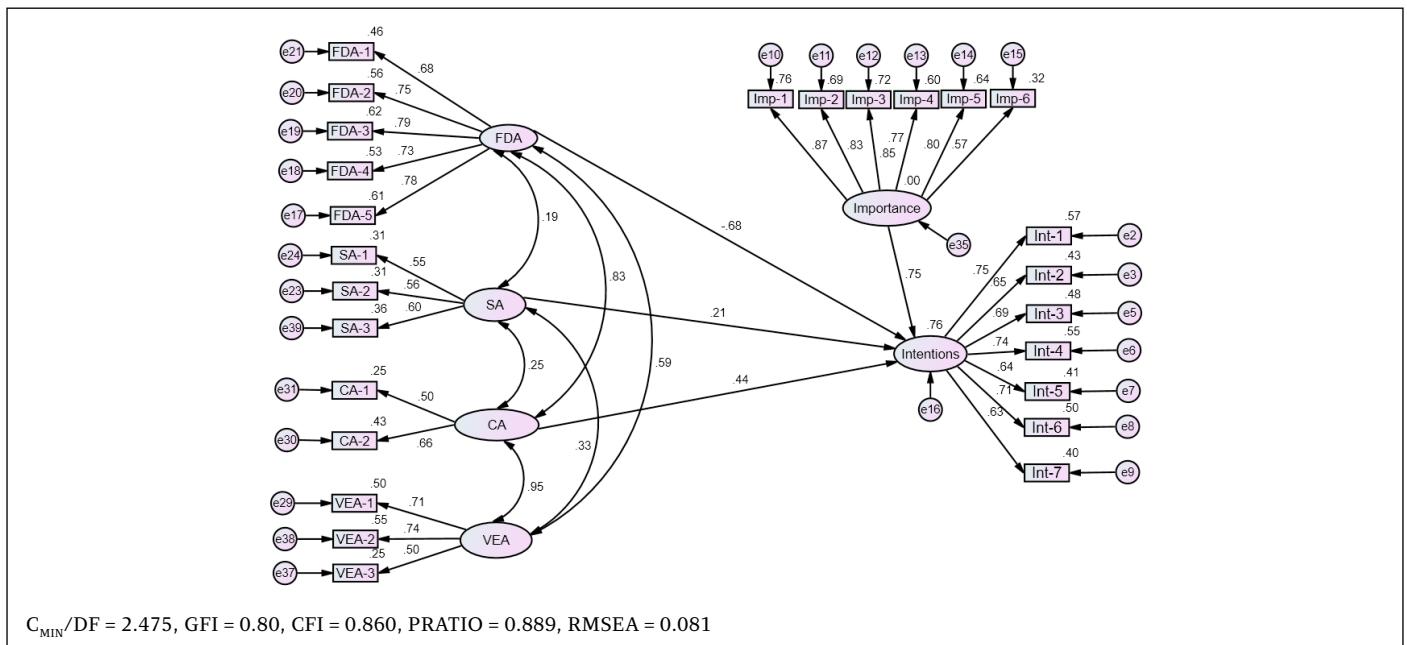 .46
e21 FDA-1
.68
.56
e20 FDA-2 .75
.62
e19 FDA-3 .79
FDA
.53 .73
e18 FDA-4
.78
.61
e17 FDA-5
.31
e24 SA-1
.55
.31
e23 SA-2 .56
SA
.36 .60
e39 SA-3
.25
e31 CA-1
.50
CA
.43
e30 CA-2 .66
.50
e29 VEA-1 .71
.55
e38 VEA-2 .74
VEA
.25 .50
e37 VEA-3
.19
.83
.25
.59
.33
.95
-.68
.21
.44
e10 e11 e12 e13 e14 e15
.76 .69 .72 .60 .64 .32
Imp-1 Imp-2 Imp-3 Imp-4 Imp-5 Imp-6
.87 .83 .85 .77 .80 .57
.00
Importance
e35
.75
.76
Intentions
e16
.57
.75 Int-1 e2
.43
.65 Int-2 e3
.48
.69 Int-3 e5
.55
.74 Int-4 e6
.41
.64 Int-5 e7
.50
.71 Int-6 e8
.40
.63 Int-7 e9
CMIN/DF = 2.475, GFI = 0.80, CFI = 0.860, PRATIO = 0.889, RMSEA = 0.081